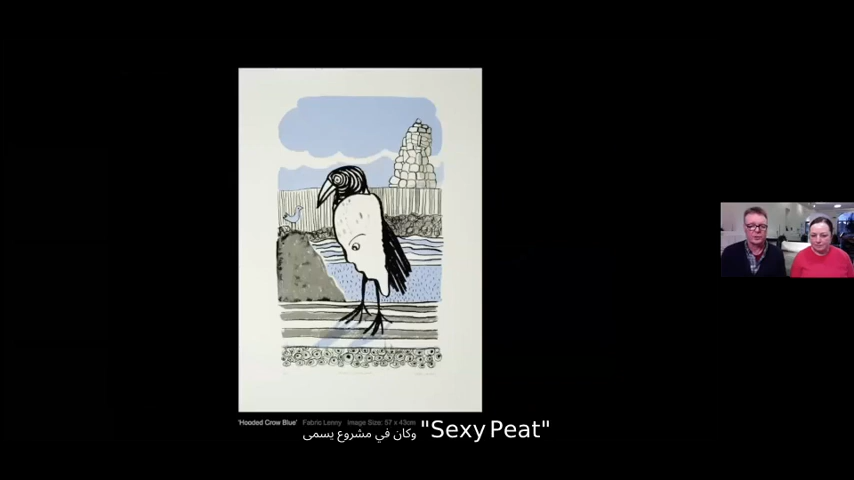 'Hooded Crow Blue' Fabric Lenny Image Size: 57 x 43cm
وكان في مشروع يسمى "Sexy Peat"